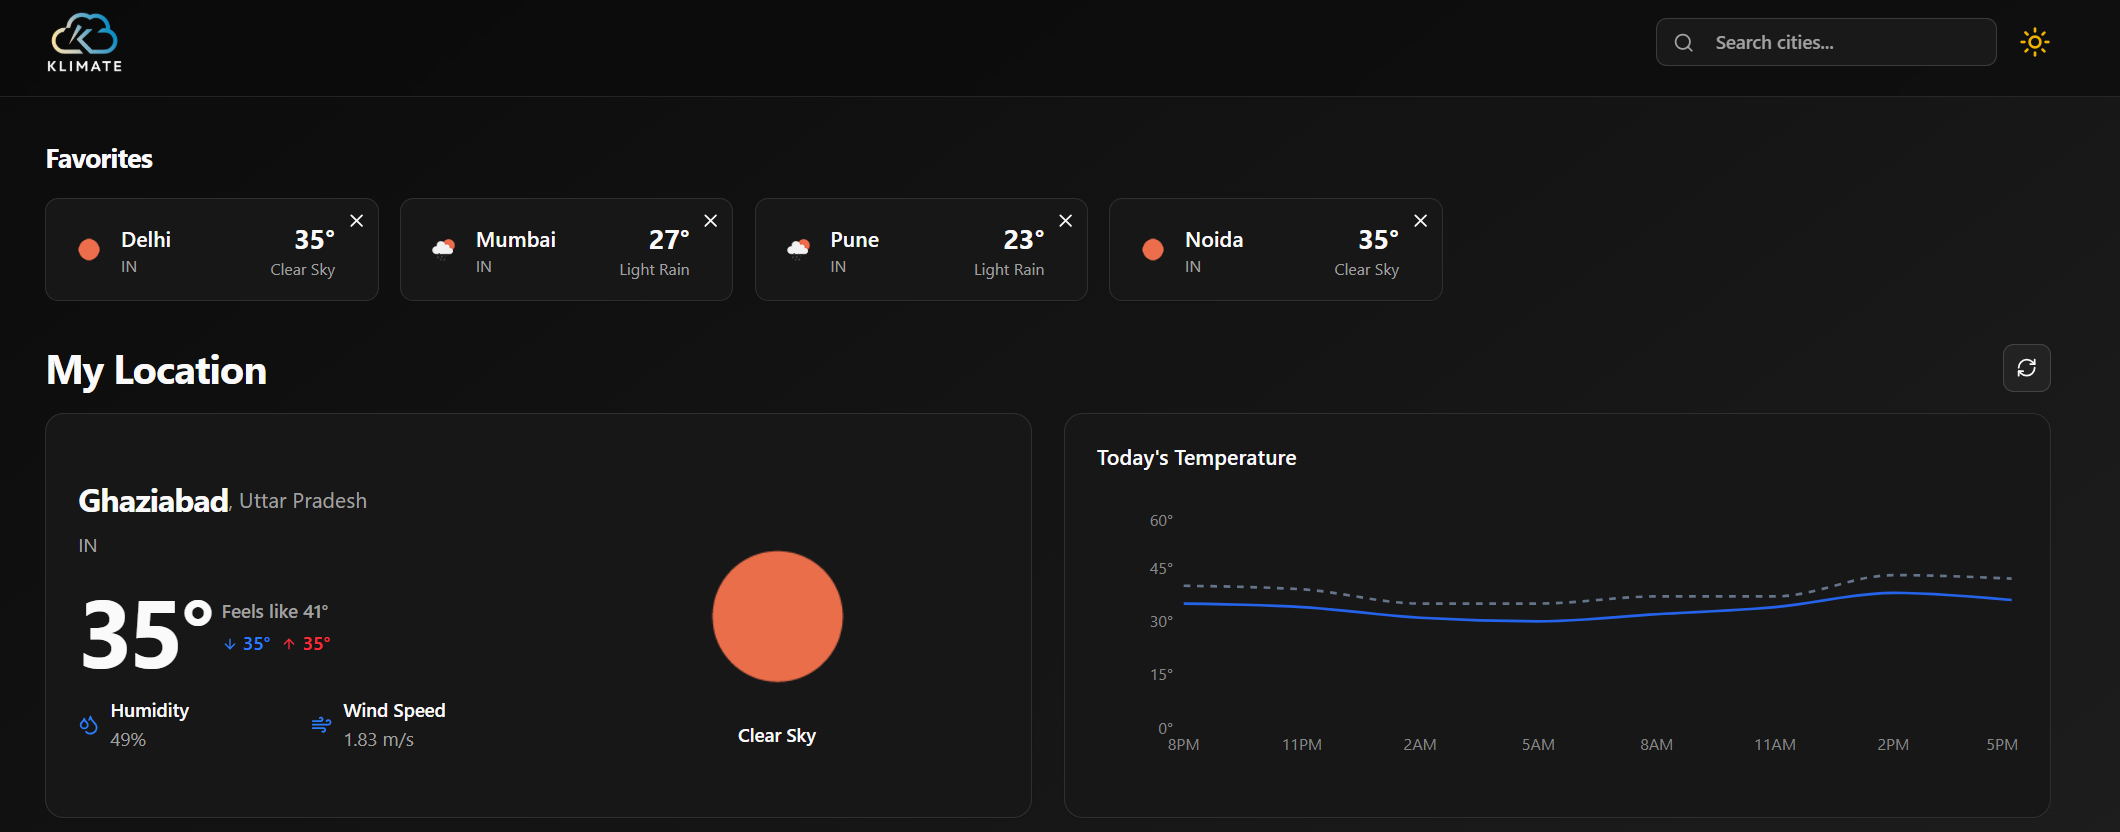 KLIMATE
Search cities...
Favorites
Delhi
IN
35°
Clear Sky
Mumbai
IN
27°
Light Rain
Pune
IN
23°
Light Rain
Noida
IN
35°
Clear Sky
My Location
Ghaziabad, Uttar Pradesh
IN
35°
Feels like 41°
↓ 35° ↑ 35°
Humidity
49%
Wind Speed
1.83 m/s
Clear Sky
Today's Temperature
60°
45°
30°
15°
0°
8PM 11PM 2AM 5AM 8AM 11AM 2PM 5PM